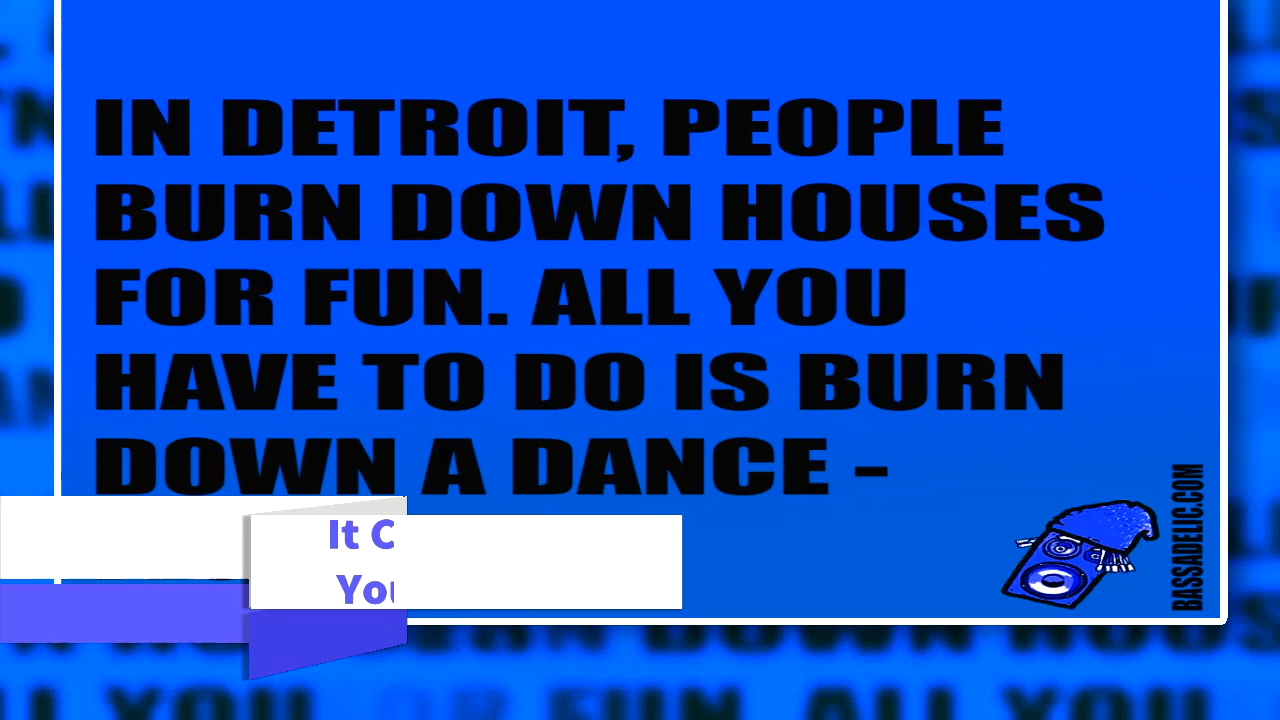 IN DETROIT, PEOPLE
BURN DOWN HOUSES
FOR FUN. ALL YOU
HAVE TO DO IS BURN
DOWN A DANCE -
It C
You
BASSADELIC.COM